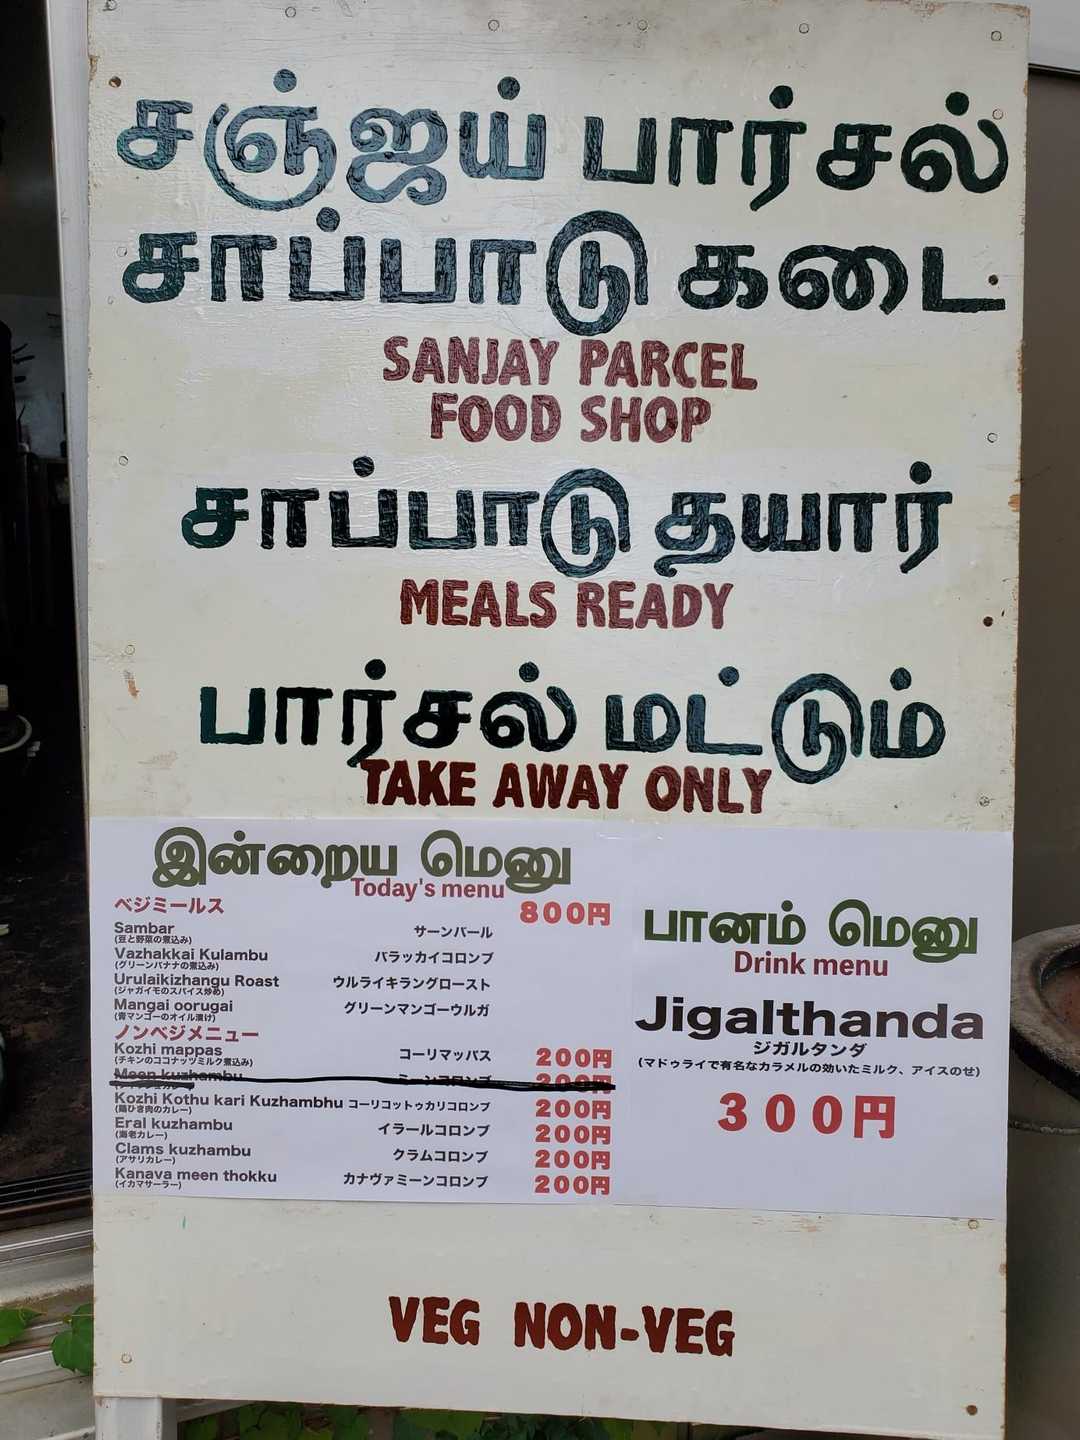 சஞ்ஜய் பார்சல்
சாப்பாடு கடை
SANJAY PARCEL
FOOD SHOP
சாப்பாடு தயார்
MEALS READY
பார்சல் மட்டும்
TAKE AWAY ONLY
இன்றைய மெனு
Today's menu
ベジミールス 800円
Sambar サーンバール
(豆と野菜の煮込み)
Vazhakkai Kulambu バラッカイコロンブ
(グリーンバナナの煮込み)
Urulaikizhangu Roast ウルライキラングロースト
(ジャガイモのスパイス炒め)
Mangai oorugai グリーンマンゴーウルガ
(青マンゴーのオイル漬け)
ノンベジメニュー
Kozhi mappas コーリマッパス 200円
(チキンのココナッツミルク煮込み)
Meen kuzhambu ミーンコロンブ 200円
Kozhi Kothu kari Kuzhambhu コーリコットゥカリコロンブ 200円
(鶏ひき肉のカレー)
Eral kuzhambu イラールコロンブ 200円
(海老カレー)
Clams kuzhambu クラムコロンブ 200円
(アサリカレー)
Kanava meen thokku カナヴァミーンコロンブ 200円
(イカマサーラー)
பானம் மெனு
Drink menu
Jigalthanda
ジガルタンダ
(マドゥライで有名なカラメルの効いたミルク、アイスのせ)
300円
VEG NON-VEG